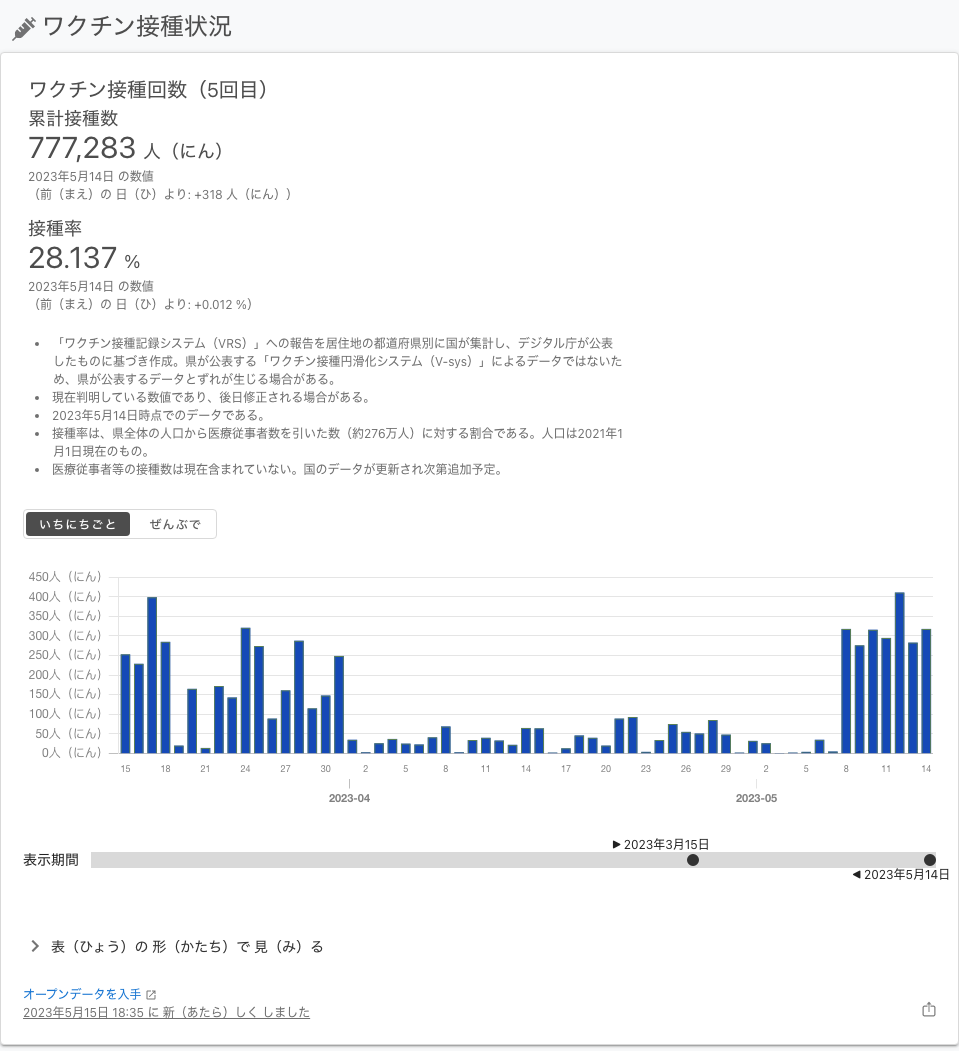 ワクチン接種状況
ワクチン接種回数（5回目）
累計接種数
777,283 人（にん）
2023年5月14日 の数値
（前（まえ）の 日（ひ）より: +318 人（にん））
接種率
28.137 %
2023年5月14日 の数値
（前（まえ）の 日（ひ）より: +0.012 %）
「ワクチン接種記録システム（VRS）」への報告を居住地の都道府県別に国が集計し、デジタル庁が公表
したものに基づき作成。県が公表する「ワクチン接種円滑化システム（V-sys）」によるデータではないた
め、県が公表するデータとずれが生じる場合がある。
現在判明している数値であり、後日修正される場合がある。
2023年5月14日時点でのデータである。
接種率は、県全体の人口から医療従事者数を引いた数（約276万人）に対する割合である。人口は2021年1
月1日現在のもの。
医療従事者等の接種数は現在含まれていない。国のデータが更新され次第追加予定。
いちにちごと ぜんぶで
450人（にん）
400人（にん）
350人（にん）
300人（にん）
250人（にん）
200人（にん）
150人（にん）
100人（にん）
50人（にん）
0人（にん）
15 18 21 24 27 30 2 5 8 11 14 17 20 23 26 29 2 5 8 11 14
2023-04 2023-05
2023年3月15日
表示期間
2023年5月14日
表（ひょう）の 形（かたち）で 見（み）る
オープンデータを入手
2023年5月15日 18:35 に 新（あたら）しく しました